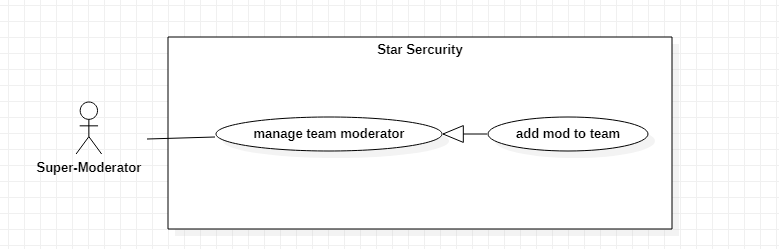 Star Sercurity
manage team moderator
add mod to team
Super-Moderator